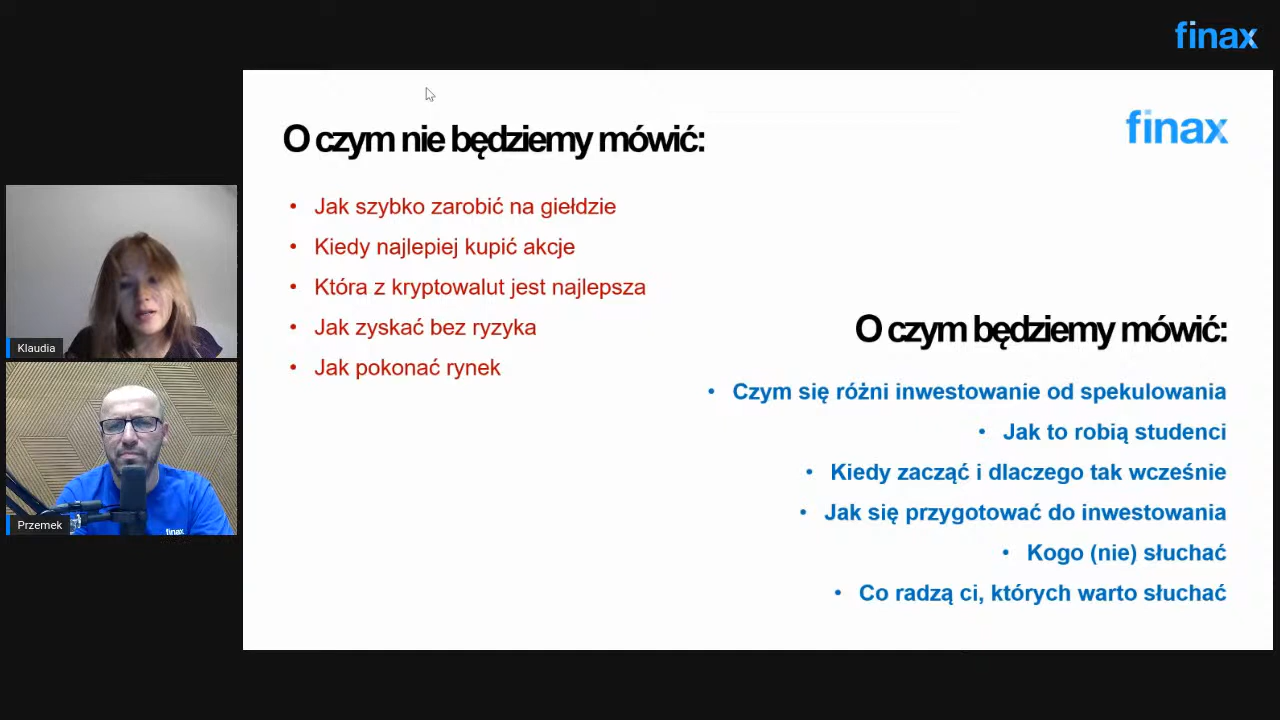 finax
O czym nie będziemy mówić:
finax
• Jak szybko zarobić na giełdzie
• Kiedy najlepiej kupić akcje
• Która z kryptowalut jest najlepsza
• Jak zyskać bez ryzyka
• Jak pokonać rynek
O czym będziemy mówić:
• Czym się różni inwestowanie od spekulowania
• Jak to robią studenci
• Kiedy zacząć i dlaczego tak wcześnie
• Jak się przygotować do inwestowania
• Kogo (nie) słuchać
• Co radzą ci, których warto słuchać
Klaudia
Przemek
finax